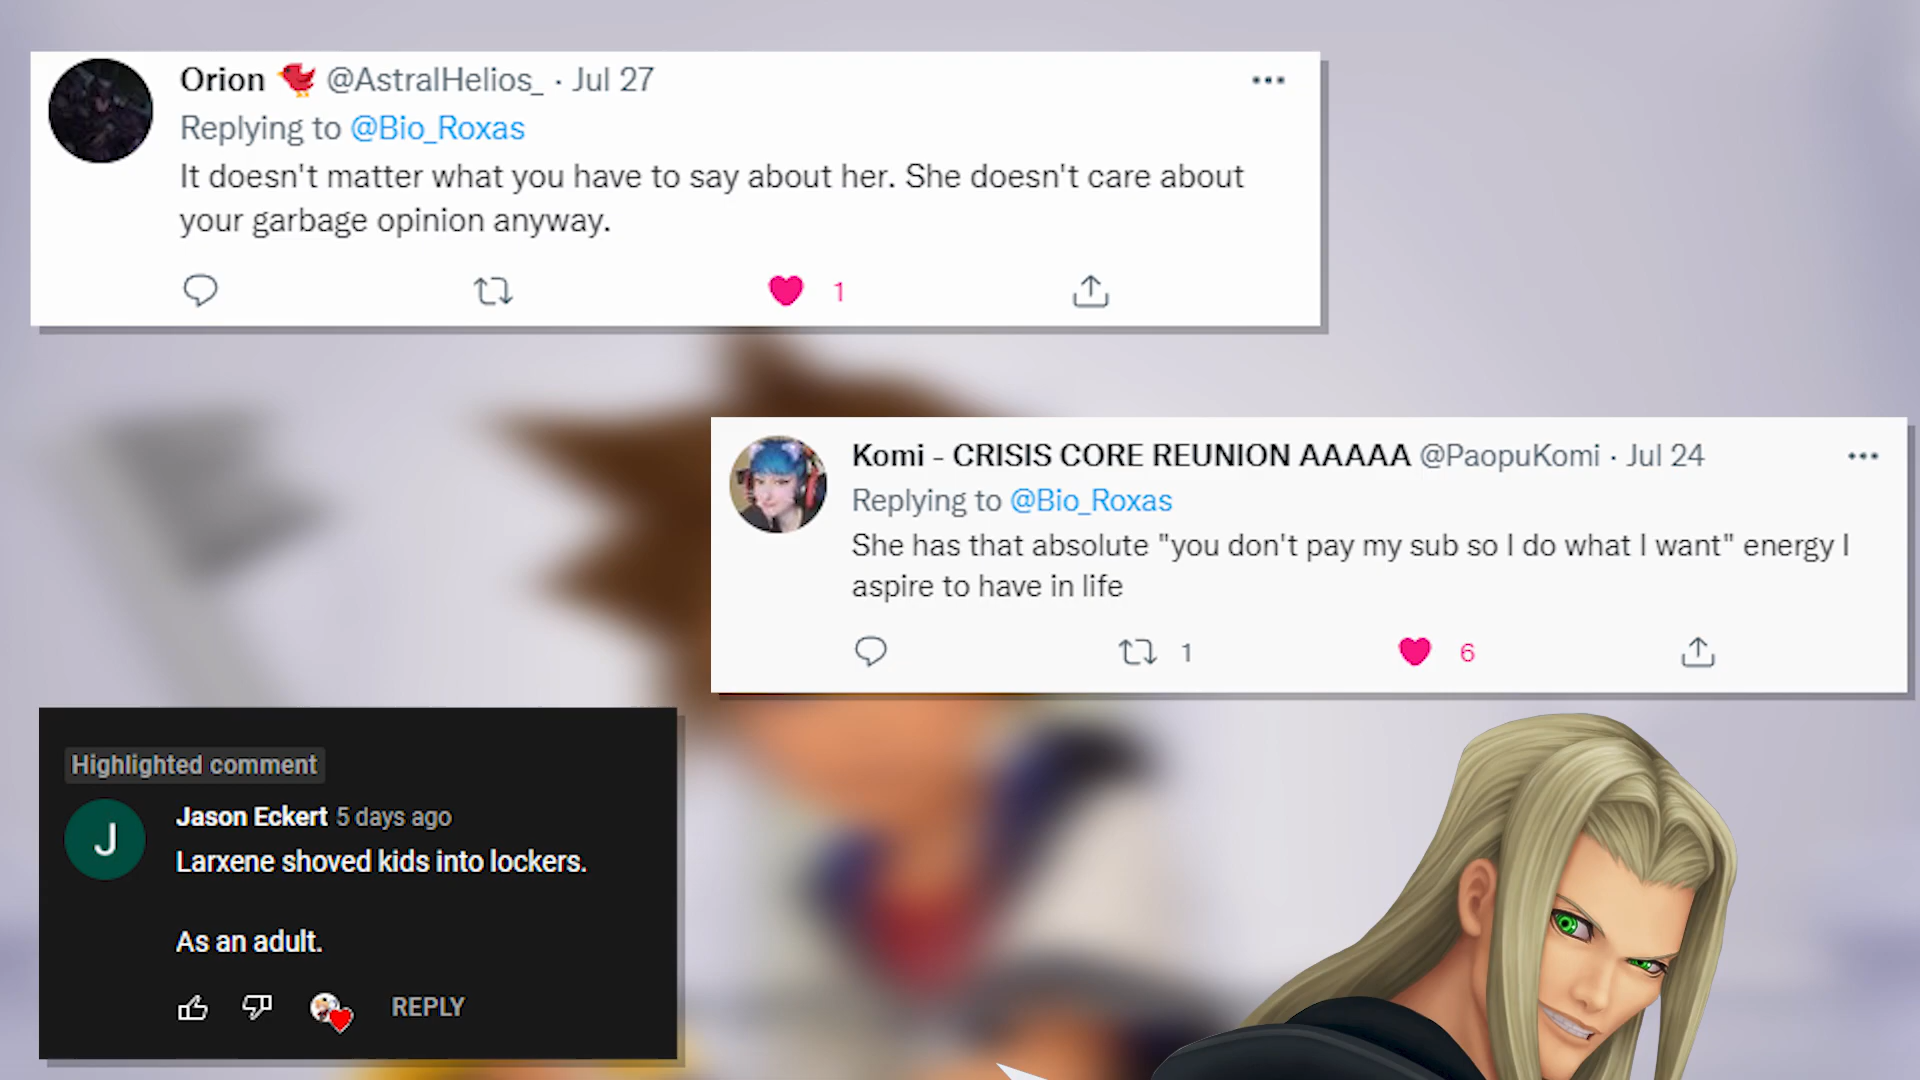 Orion @AstralHelios_ · Jul 27
Replying to @Bio_Roxas
It doesn't matter what you have to say about her. She doesn't care about
your garbage opinion anyway.
1
Komi - CRISIS CORE REUNION AAAAA @PaopuKomi · Jul 24
Replying to @Bio_Roxas
She has that absolute "you don't pay my sub so I do what I want" energy I
aspire to have in life
1 6
Highlighted comment
J
Jason Eckert 5 days ago
Larxene shoved kids into lockers.
As an adult.
REPLY